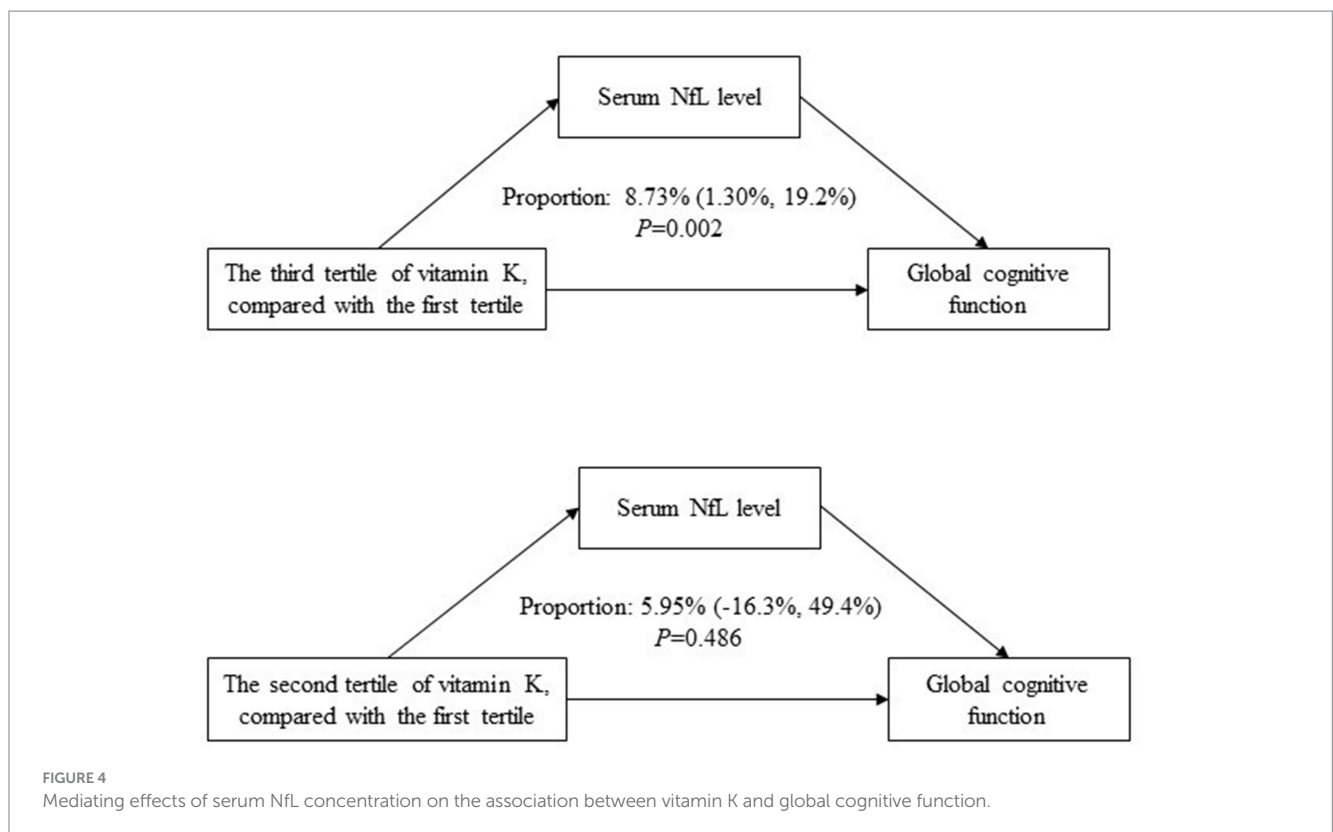 Serum NfL level
Proportion: 8.73% (1.30%, 19.2%)
P=0.002
The third tertile of vitamin K,
compared with the first tertile
Global cognitive
function
Serum NfL level
Proportion: 5.95% (-16.3%, 49.4%)
P=0.486
The second tertile of vitamin K,
compared with the first tertile
Global cognitive
function
FIGURE 4
Mediating effects of serum NfL concentration on the association between vitamin K and global cognitive function.